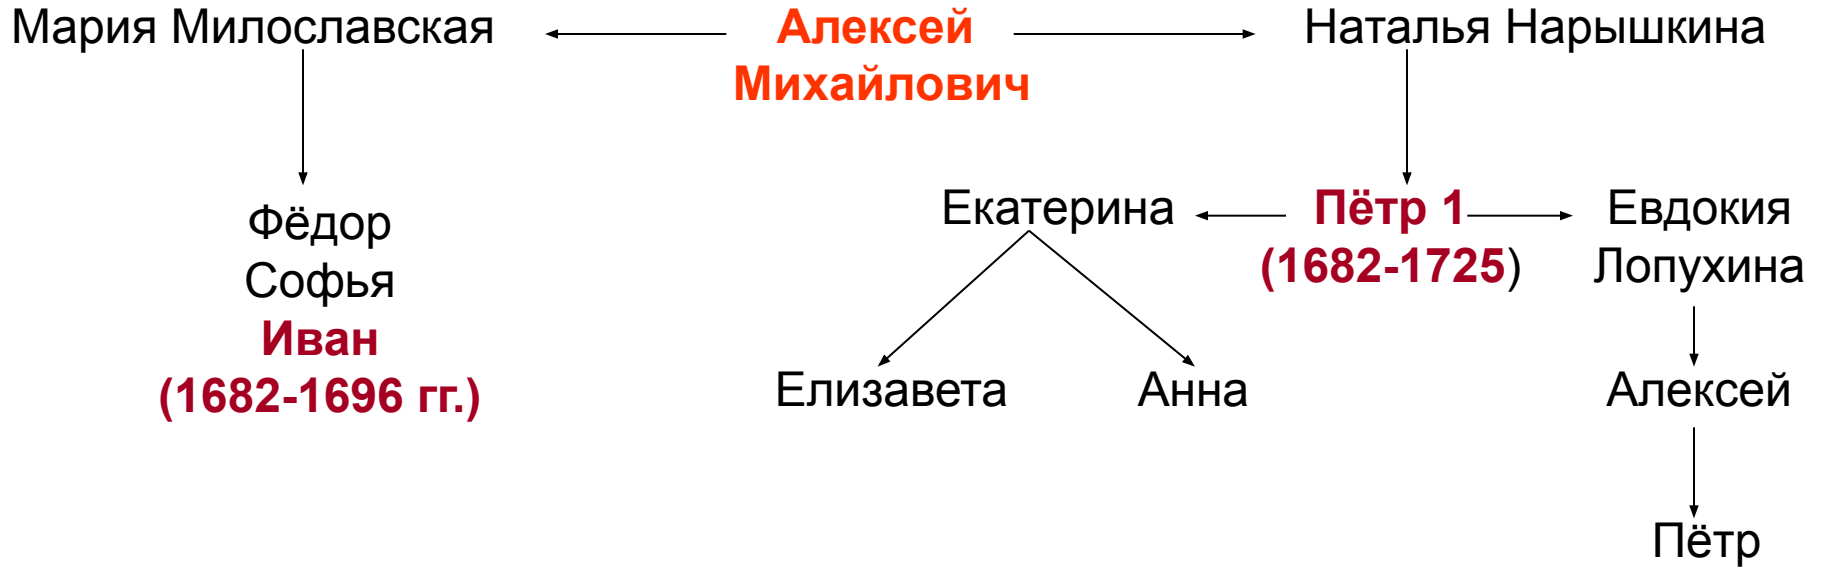 Мария Милославская
Алексей
Михайлович
Наталья Нарышкина
Фёдор
Софья
Иван
(1682-1696 гг.)
Екатерина
Пётр 1
(1682-1725)
Евдокия
Лопухина
Елизавета
Анна
Алексей
Пётр